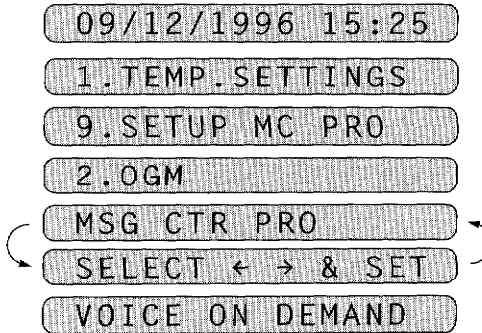 09/12/1996 15:25
1.TEMP.SETTINGS
9.SETUP MC PRO
2.OGM
MSG CTR PRO
SELECT ← → & SET
VOICE ON DEMAND